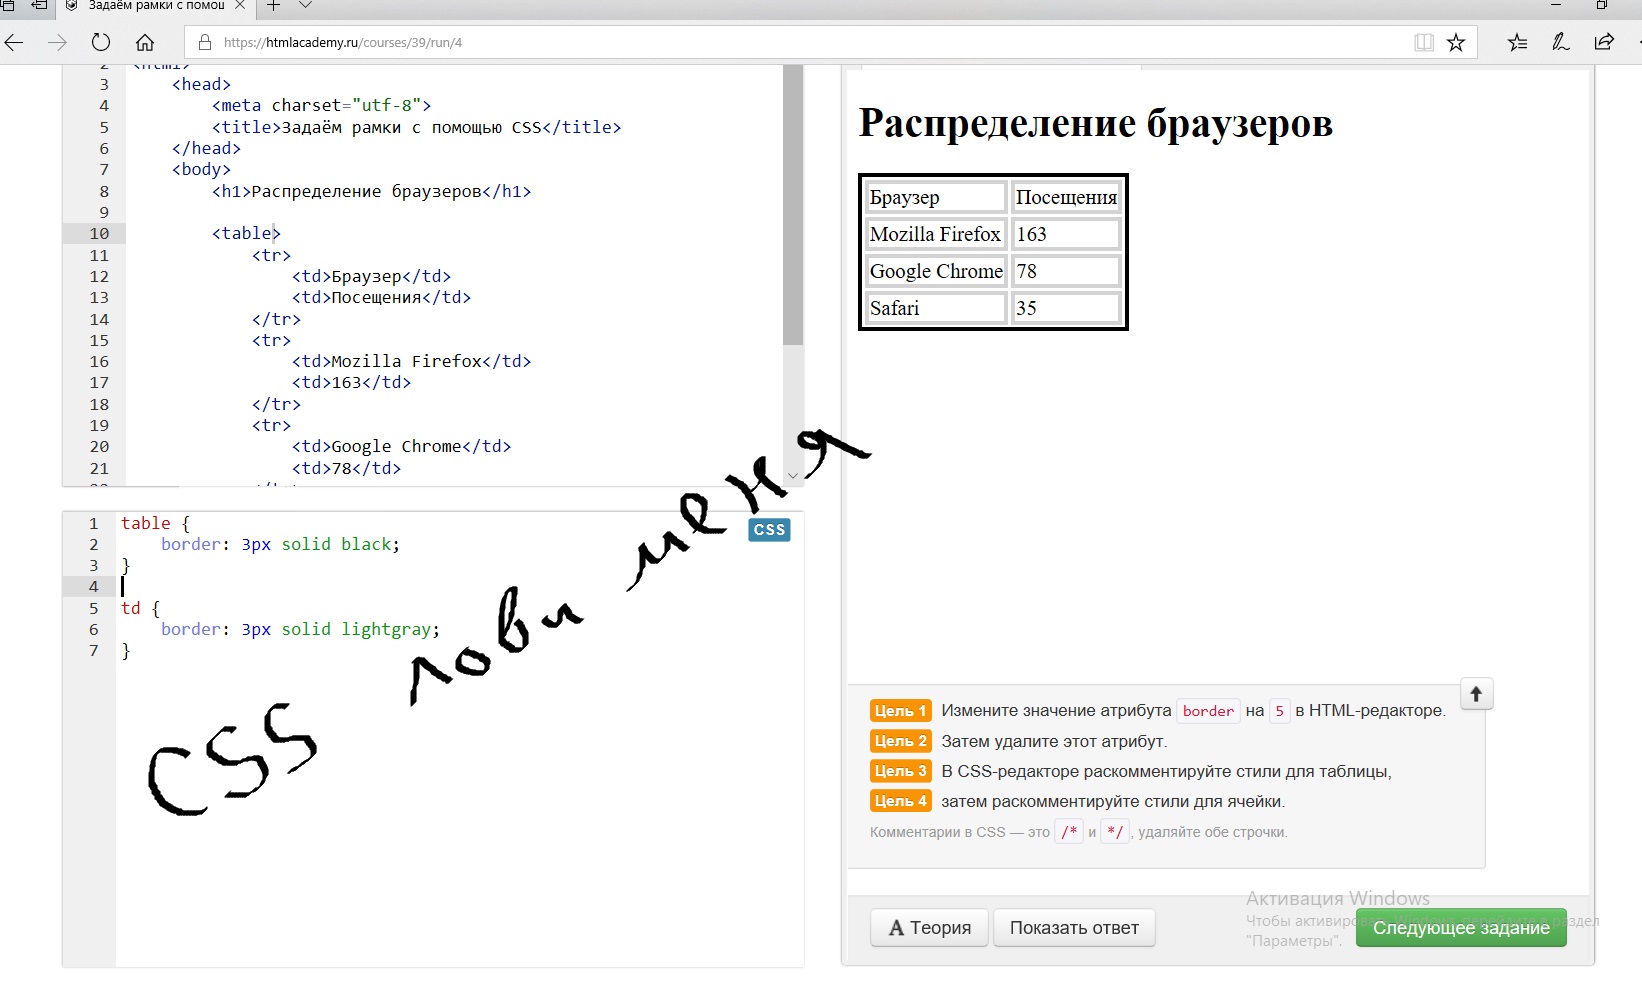 Задаём рамки с помощ
https://htmlacademy.ru/courses/39/run/4
2 <html>
3 <head>
4 <meta charset="utf-8">
5 <title>Задаём рамки с помощью CSS</title>
6 </head>
7 <body>
8 <h1>Распределение браузеров</h1>
9
10 <table>
11 <tr>
12 <td>Браузер</td>
13 <td>Посещения</td>
14 </tr>
15 <tr>
16 <td>Mozilla Firefox</td>
17 <td>163</td>
18 </tr>
19 <tr>
20 <td>Google Chrome</td>
21 <td>78</td>
CSS
1 table {
2 border: 3px solid black;
3 }
4
5 td {
6 border: 3px solid lightgray;
7 }
CSS лови меня
Распределение браузеров
Браузер Посещения
Mozilla Firefox 163
Google Chrome 78
Safari 35
Цель 1 Измените значение атрибута border на 5 в HTML-редакторе.
Цель 2 Затем удалите этот атрибут.
Цель 3 В CSS-редакторе раскомментируйте стили для таблицы,
Цель 4 затем раскомментируйте стили для ячейки.
Комментарии в CSS — это /* и */, удаляйте обе строчки.
A Теория
Показать ответ
Следующее задание
Активация Windows
Чтобы активировать Windows, перейдите в раздел
"Параметры".